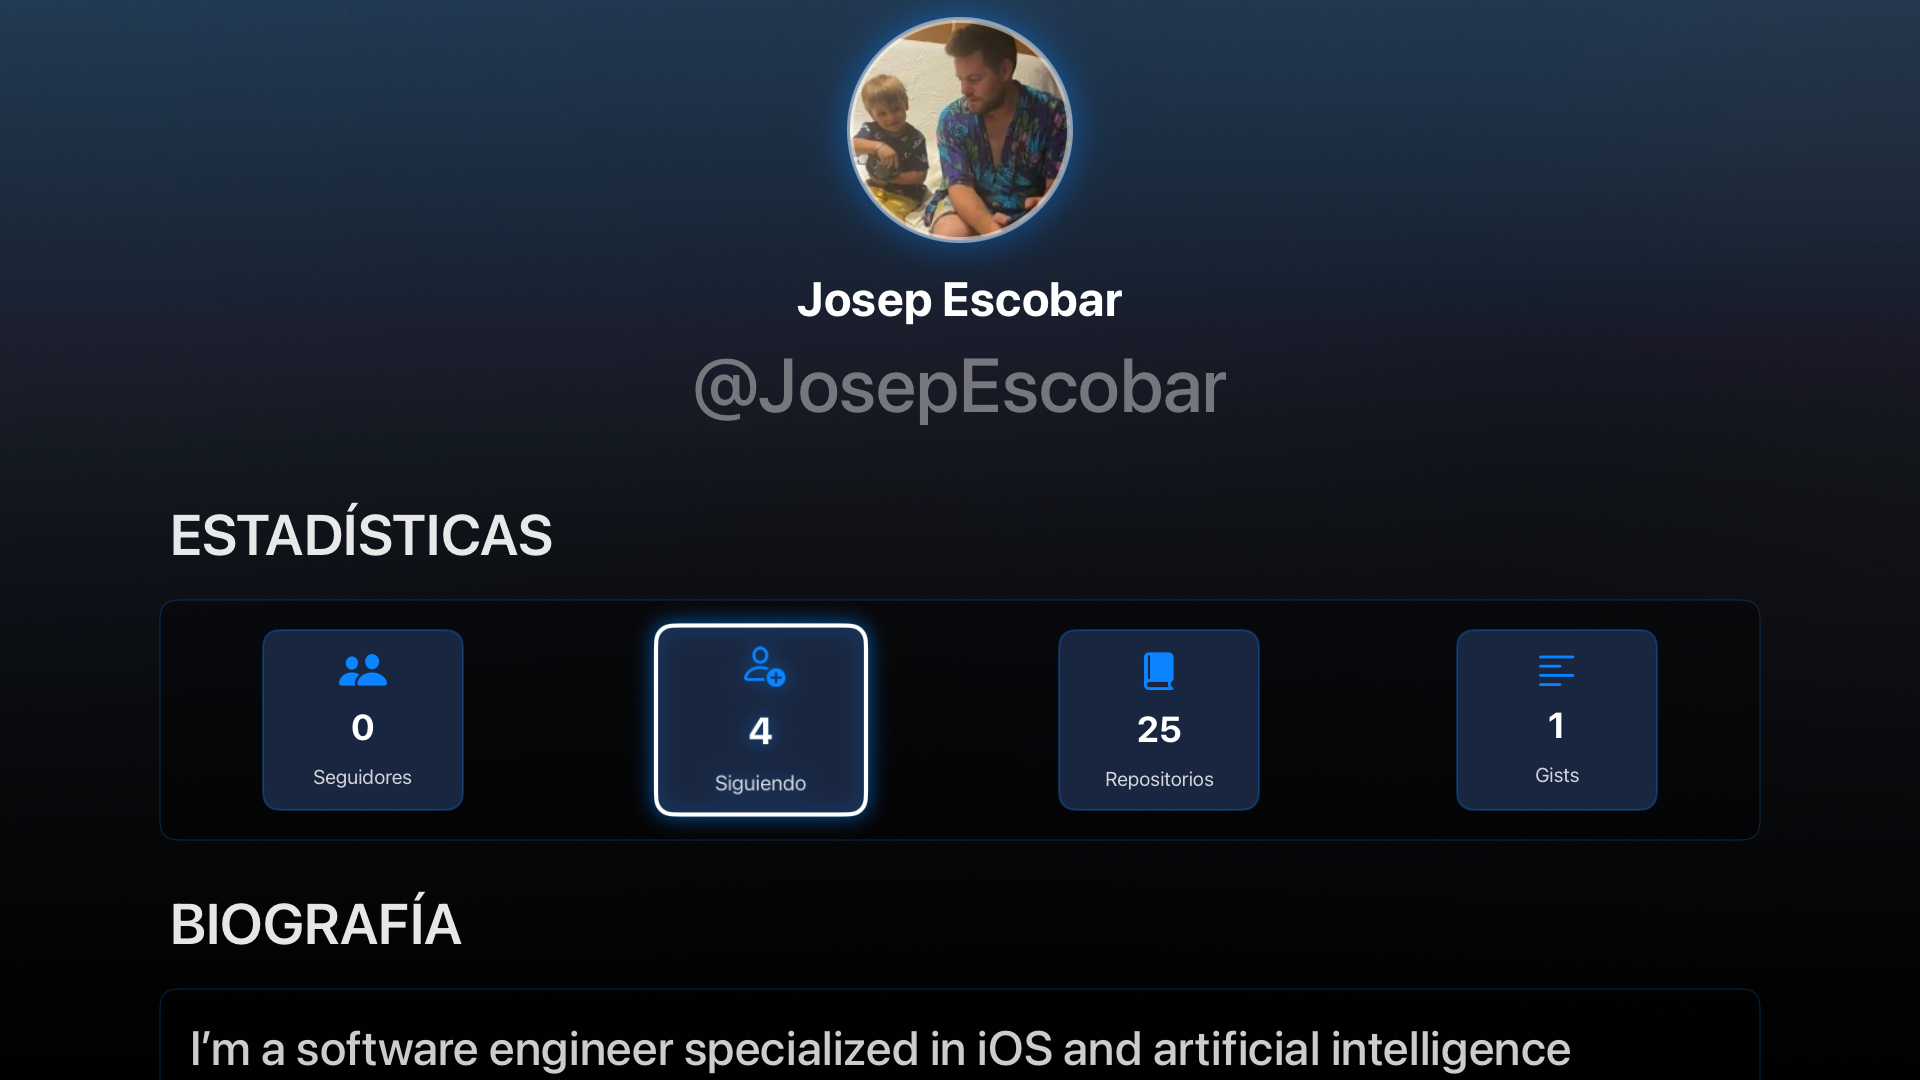 Josep Escobar
@JosepEscobar
ESTADÍSTICAS
0
Seguidores
4
Siguiendo
25
Repositorios
1
Gists
BIOGRAFÍA
I’m a software engineer specialized in iOS and artificial intelligence